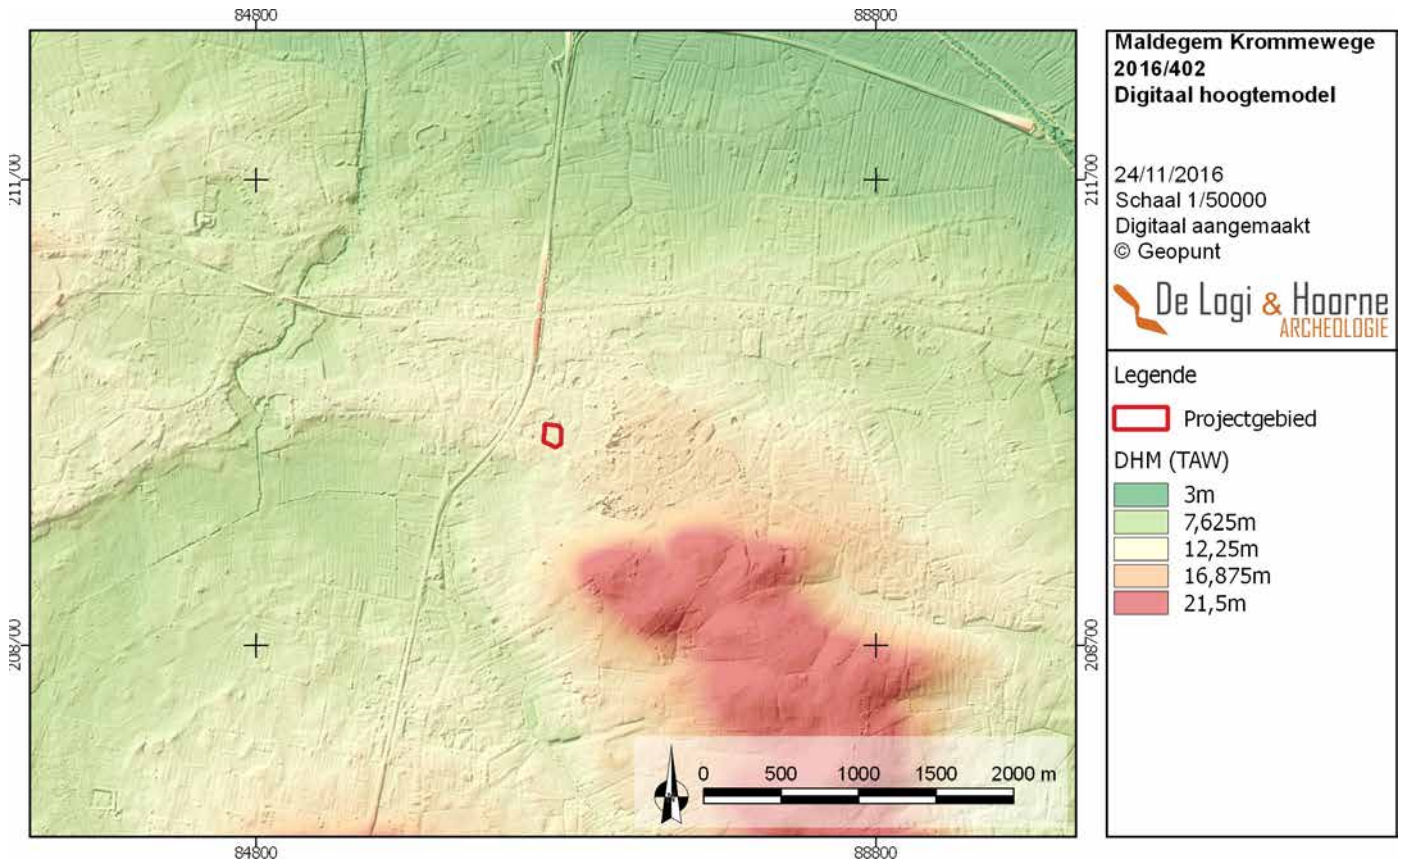 84800 88800
Maldegem Krommewege
2016/402
Digitaal hoogtemodel
211700 211700
24/11/2016
Schaal 1/50000
Digitaal aangemaakt
© Geopunt
De Logi & Hoorne
ARCHEOLOGIE
Legende
Projectgebied
DHM (TAW)
3m
7,625m
12,25m
16,875m
21,5m
208700 208700
0 500 1000 1500 2000 m
84800 88800